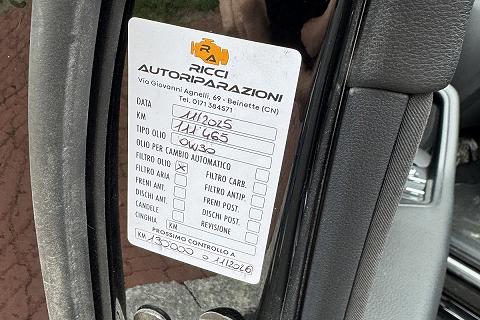 RA
RICCI
AUTORIPARAZIONI
Via Giovanni Agnelli, 69 - Beinette (CN)
Tel. 0171 384571
DATA 11/2025
KM 111'465
TIPO OLIO 0W30
OLIO PER CAMBIO AUTOMATICO
FILTRO OLIO X FILTRO CARB.
FILTRO ARIA FILTRO ANTIP.
FRENI ANT. FRENI POST.
DISCHI ANT. DISCHI POST.
CANDELE REVISIONE
CINGHIA KM
PROSSIMO CONTROLLO A
KM 130000 o 11/2026